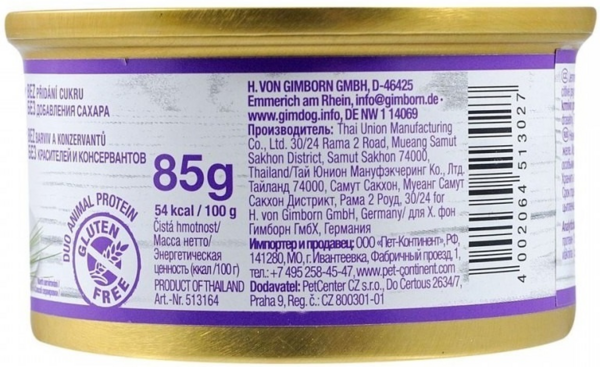 BEZ PŘIDÁNÍ CUKRU
БЕЗ ДОБАВЛЕНИЯ САХАРА
BEZ BARVIV A KONZERVANTŮ
БЕЗ КРАСИТЕЛЕЙ И КОНСЕРВАНТОВ
85g
54 kcal / 100 g
Čistá hmotnost/
Масса нетто/
Энергетическая
ценность (ккал/100 г)
PRODUCT OF THAILAND
Art.-Nr. 513164
DUO ANIMAL PROTEIN
GLUTEN
FREE
H. VON GIMBORN GMBH, D-46425
Emmerich am Rhein, info@gimborn.de•
www.gimdog.info, DE NW 1 14069
Производитель: Thai Union Manufacturing
Co., Ltd. 30/24 Rama 2 Road, Mueang Samut
Sakhon District, Samut Sakhon 74000,
Thailand/Тай Юнион Мануфэкчеринг Ко., Лтд.
Тайланд 74000, Самут Сакхон, Муеанг Самут
Сакхон Дистрикт, Рама 2 Роуд, 30/24 for
H. von Gimborn GmbH, Germany/ для Х. фон
Гимборн ГмбХ, Германия
Импортер и продавец: ООО «Пет-Континент», РФ,
141280, МО, г. Ивантеевка, Фабричный проезд, 1,
тел.:+7 495 258-45-47, www.pet-continent.com
Dodavatel: PetCenter CZ s.r.o., Do Čertous 2634/7,
Praha 9, Reg. č.: CZ 800301-01
4 002064 513027